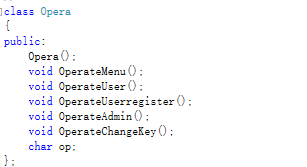 class Opera
{
public:
Opera();
void OperateMenu();
void OperateUser();
void OperateUserregister();
void OperateAdmin();
void OperateChangeKey();
char op;
};